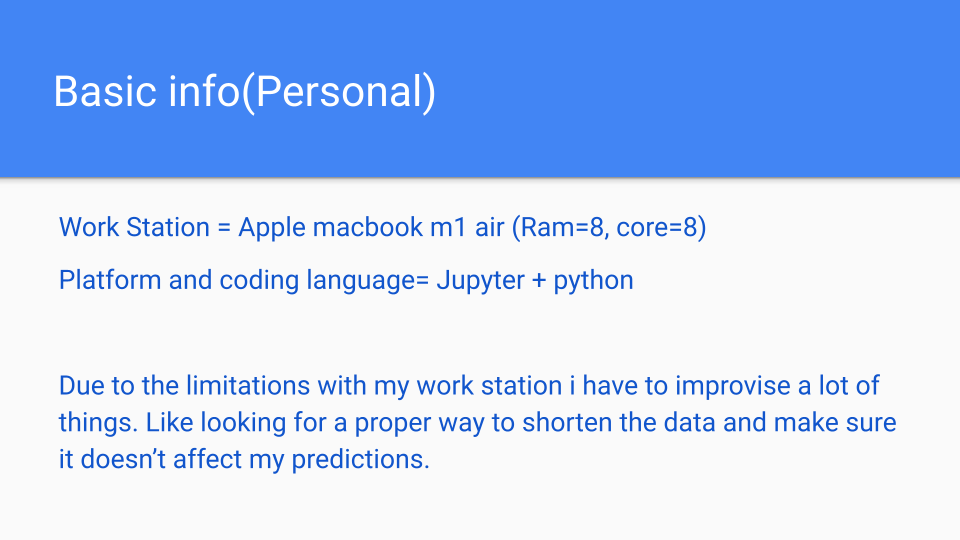 Basic info(Personal)
Work Station = Apple macbook m1 air (Ram=8, core=8)
Platform and coding language= Jupyter + python
Due to the limitations with my work station i have to improvise a lot of
things. Like looking for a proper way to shorten the data and make sure
it doesn’t affect my predictions.